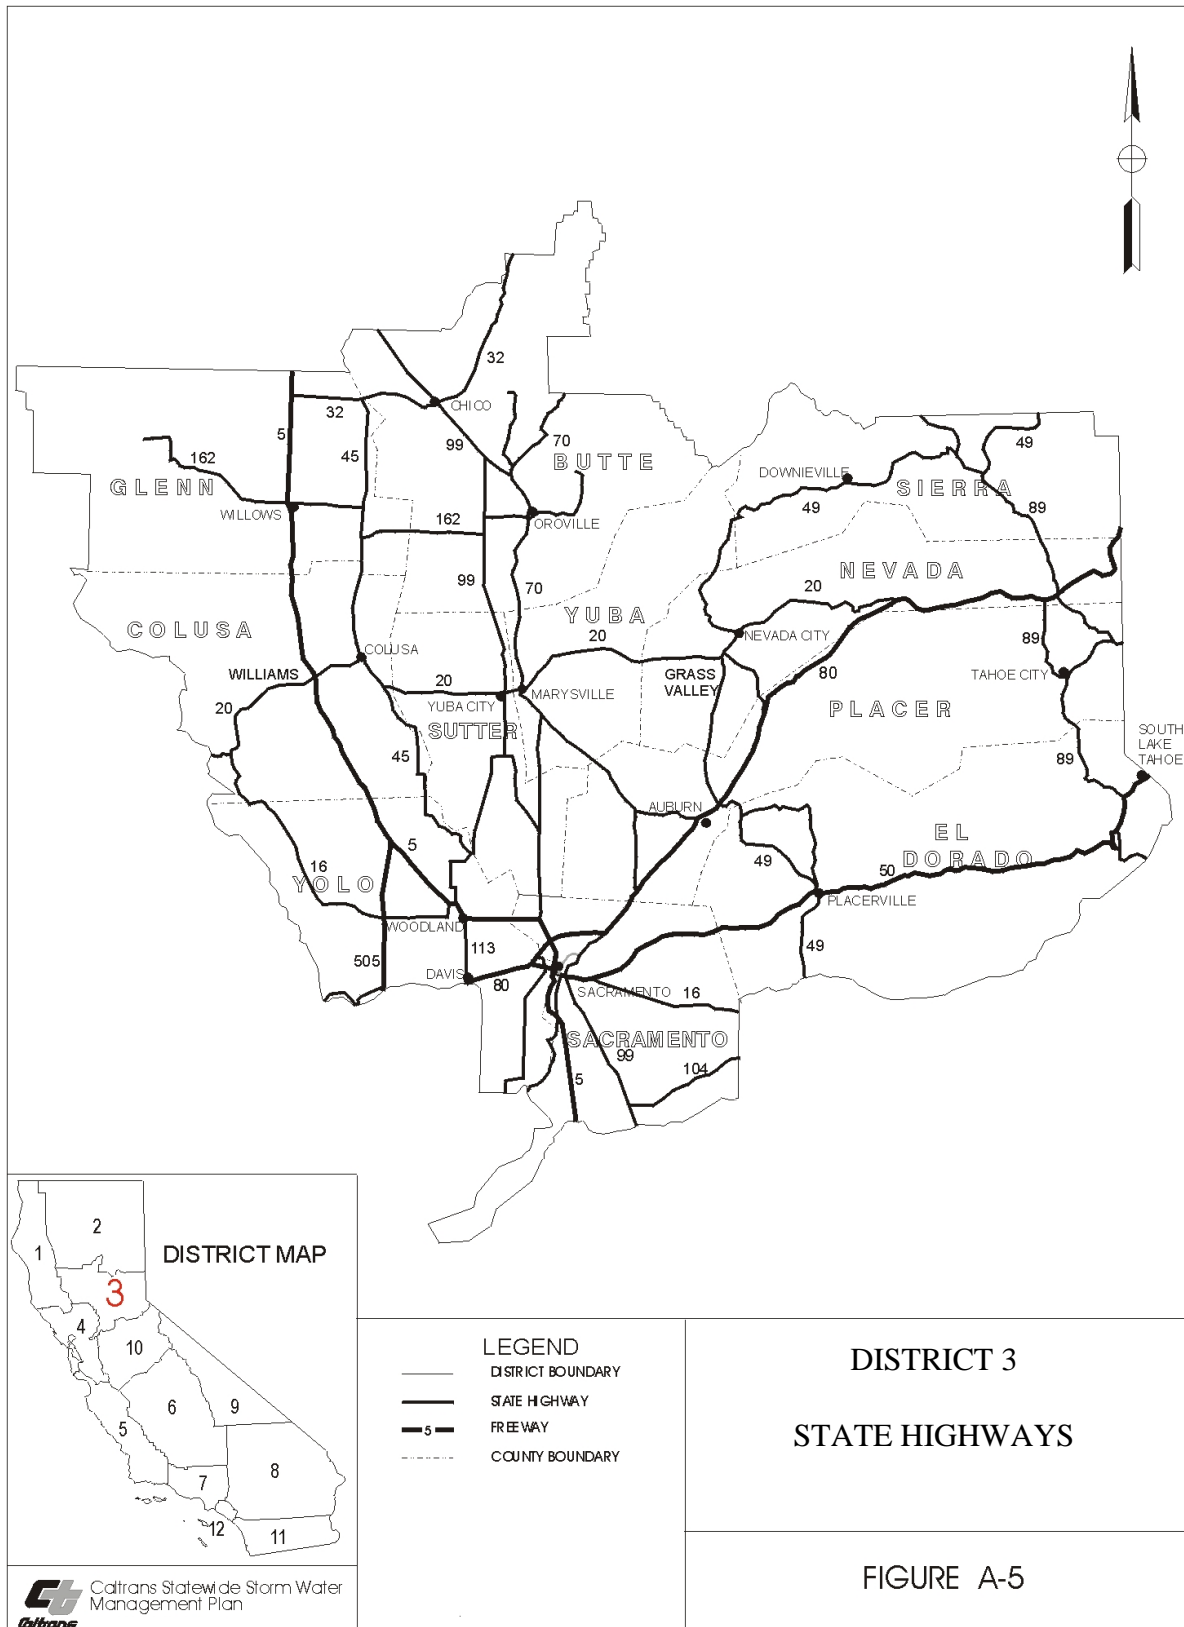 32
CHICO
32
5
99
45
70
49
162
BUTTE
DOWNIEVILLE
GLENN
SIERRA
WILLOWS
162
OROVILLE
49
89
99
70
NEVADA
20
YUBA
COLUSA
NEVADA CITY
20
89
COLUSA
WILLIAMS
GRASS
VALLEY
80
TAHOE CITY
20
20
YUBA CITY
MARYSVILLE
PLACER
SUTTER
SOUTH
LAKE
TAHOE
45
89
AUBURN
5
EL
DORADO
16
49
50
YOLO
PLACERVILLE
WOODLAND
113
49
505
DAVIS
80
SACRAMENTO
16
SACRAMENTO
99
104
5
DISTRICT MAP
1
2
3
4
10
5
6
9
7
8
12
11
LEGEND
DISTRICT BOUNDARY
STATE HIGHWAY
5
FREEWAY
COUNTY BOUNDARY
DISTRICT 3
STATE HIGHWAYS
FIGURE A-5
Caltrans Statewide Storm Water
Management Plan
Caltrans